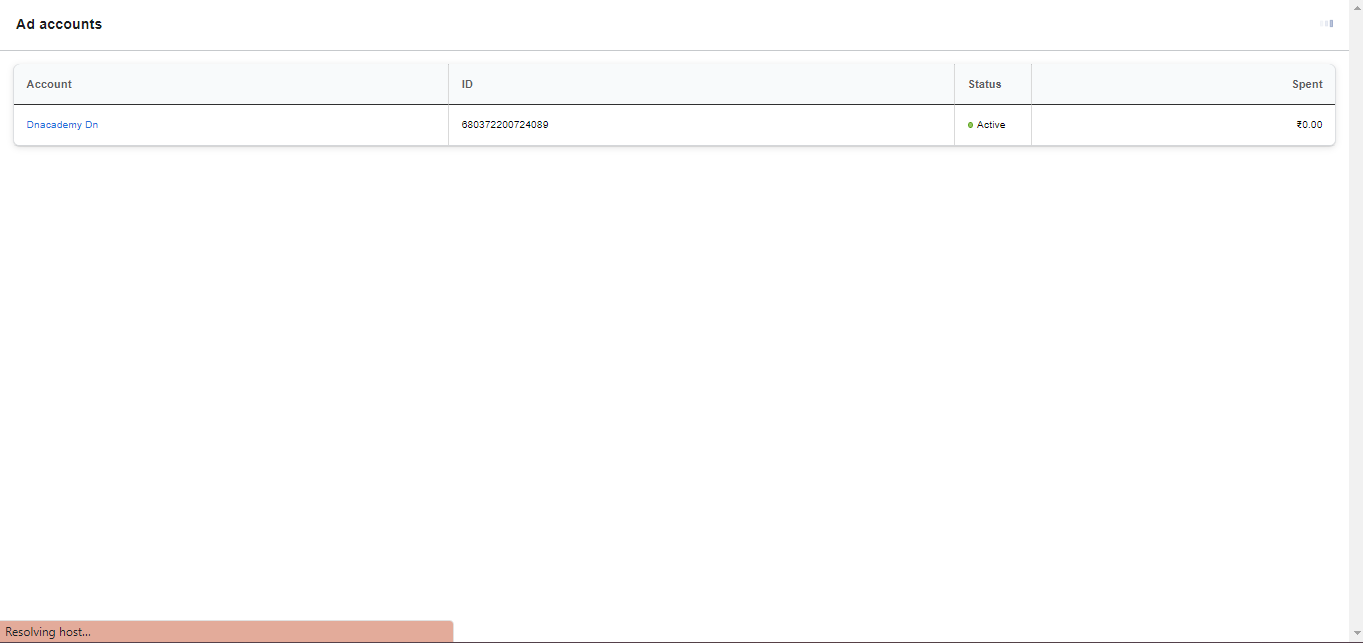 Ad accounts
Account ID Status Spent
Dnacademy Dn 680372200724089 Active ₹0.00
Resolving host...